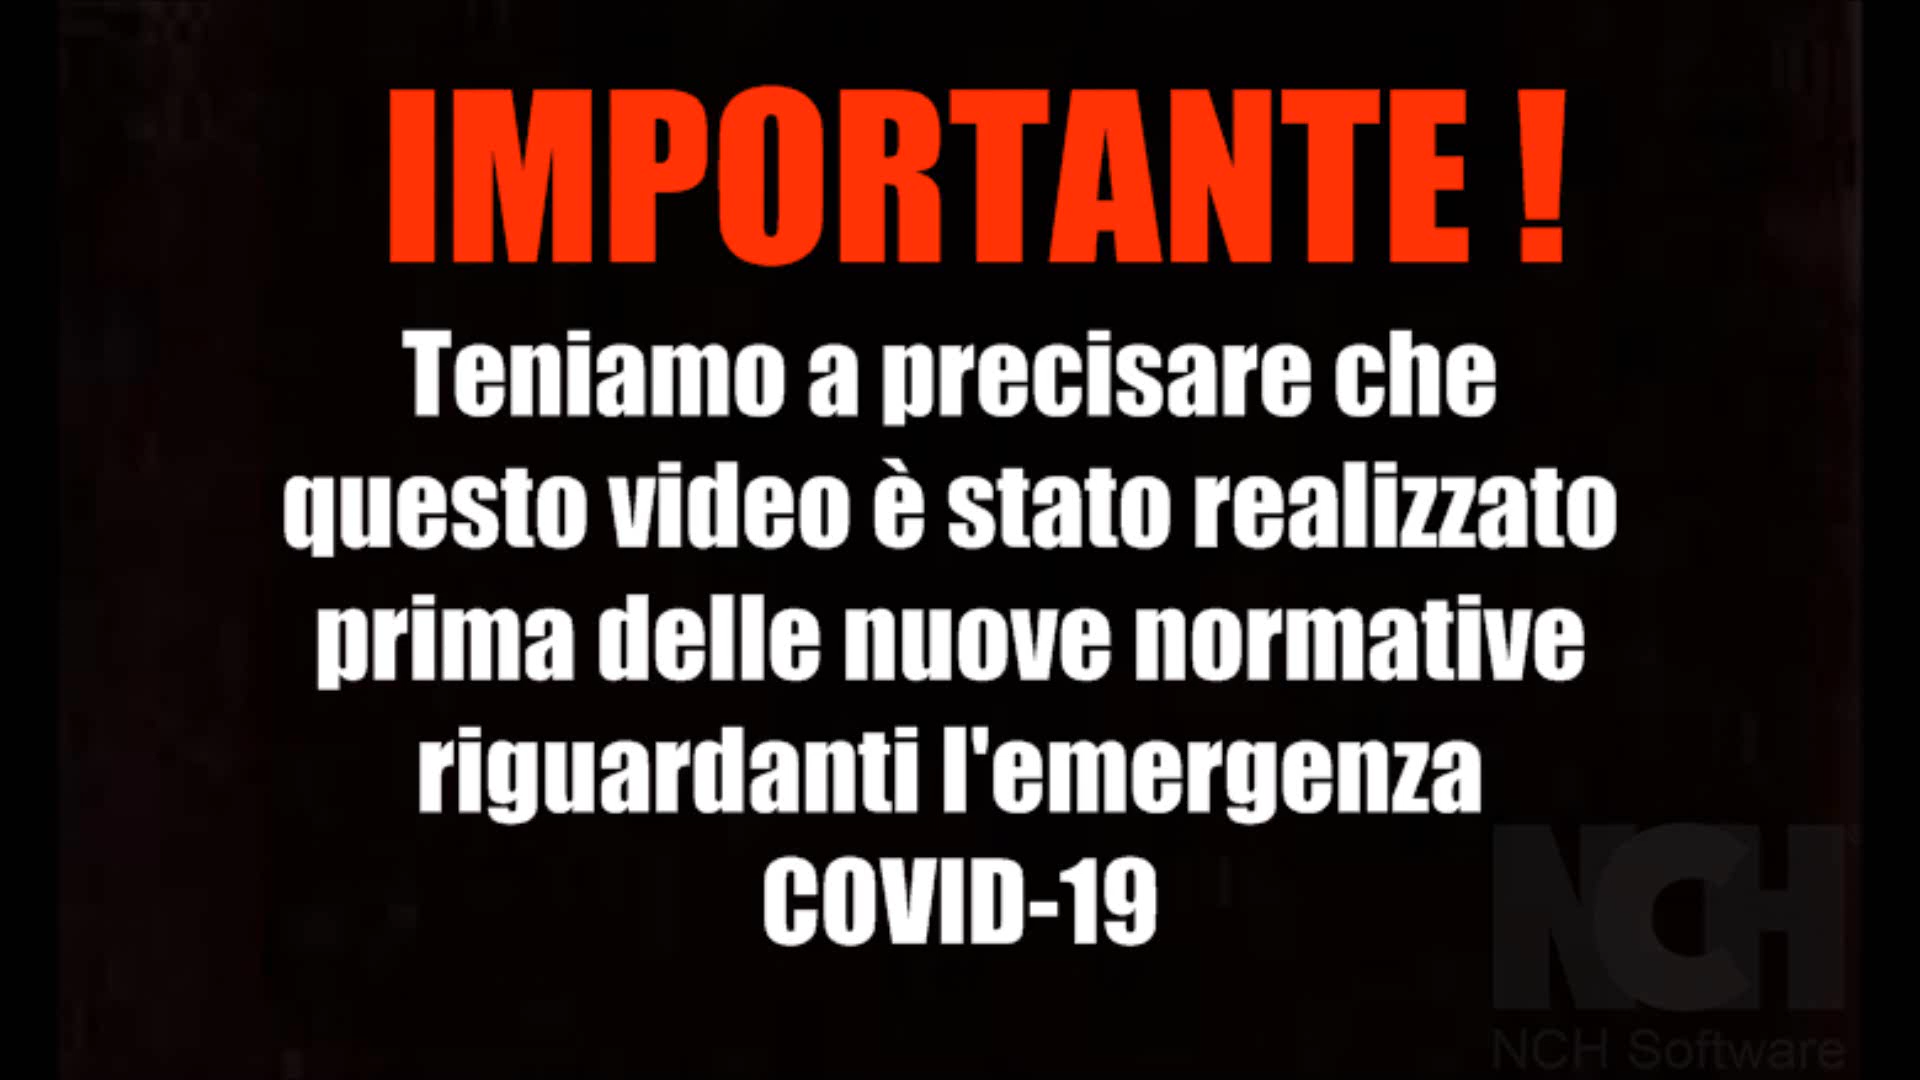 IMPORTANTE !
Teniamo a precisare che
questo video è stato realizzato
prima delle nuove normative
riguardanti l'emergenza
COVID-19
NCH
NCH Software